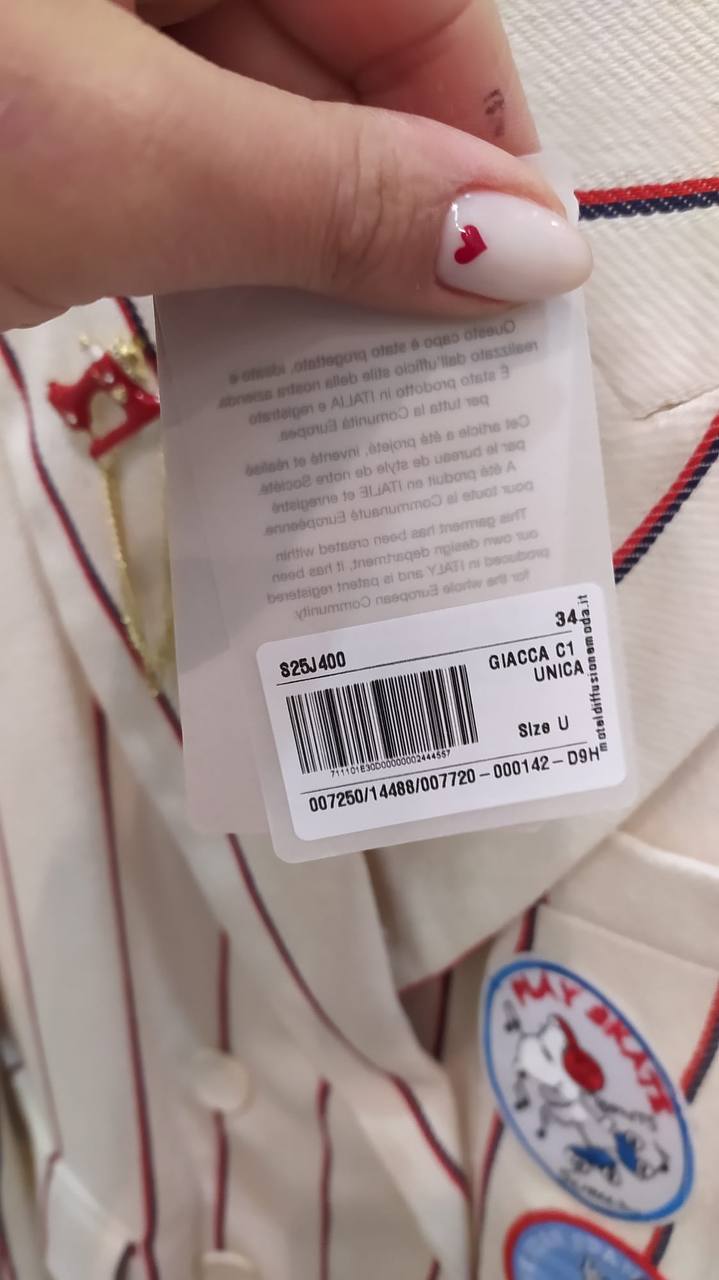 Questo capo è stato progettato, ideato e
realizzato dall'ufficio stile della nostra azienda.
È stato prodotto in ITALIA e registrato
per tutta la Comunità Europea.
Cet article a été projeté, inventé et réalisé
par le bureau de style de notre Société.
A été produit en ITALIE et enregistré
pour toute la Communauté Européenne.
This garment has been created within
our own design department, it has been
produced in ITALY and is patent registered
for the whole European Community
34
S25J400
GIACCA C1
UNICA
Size U
711101630D00000002444557
007250/14488/007720-000142-D9H
moteldiffusionemoda.it
PLAY SKATE